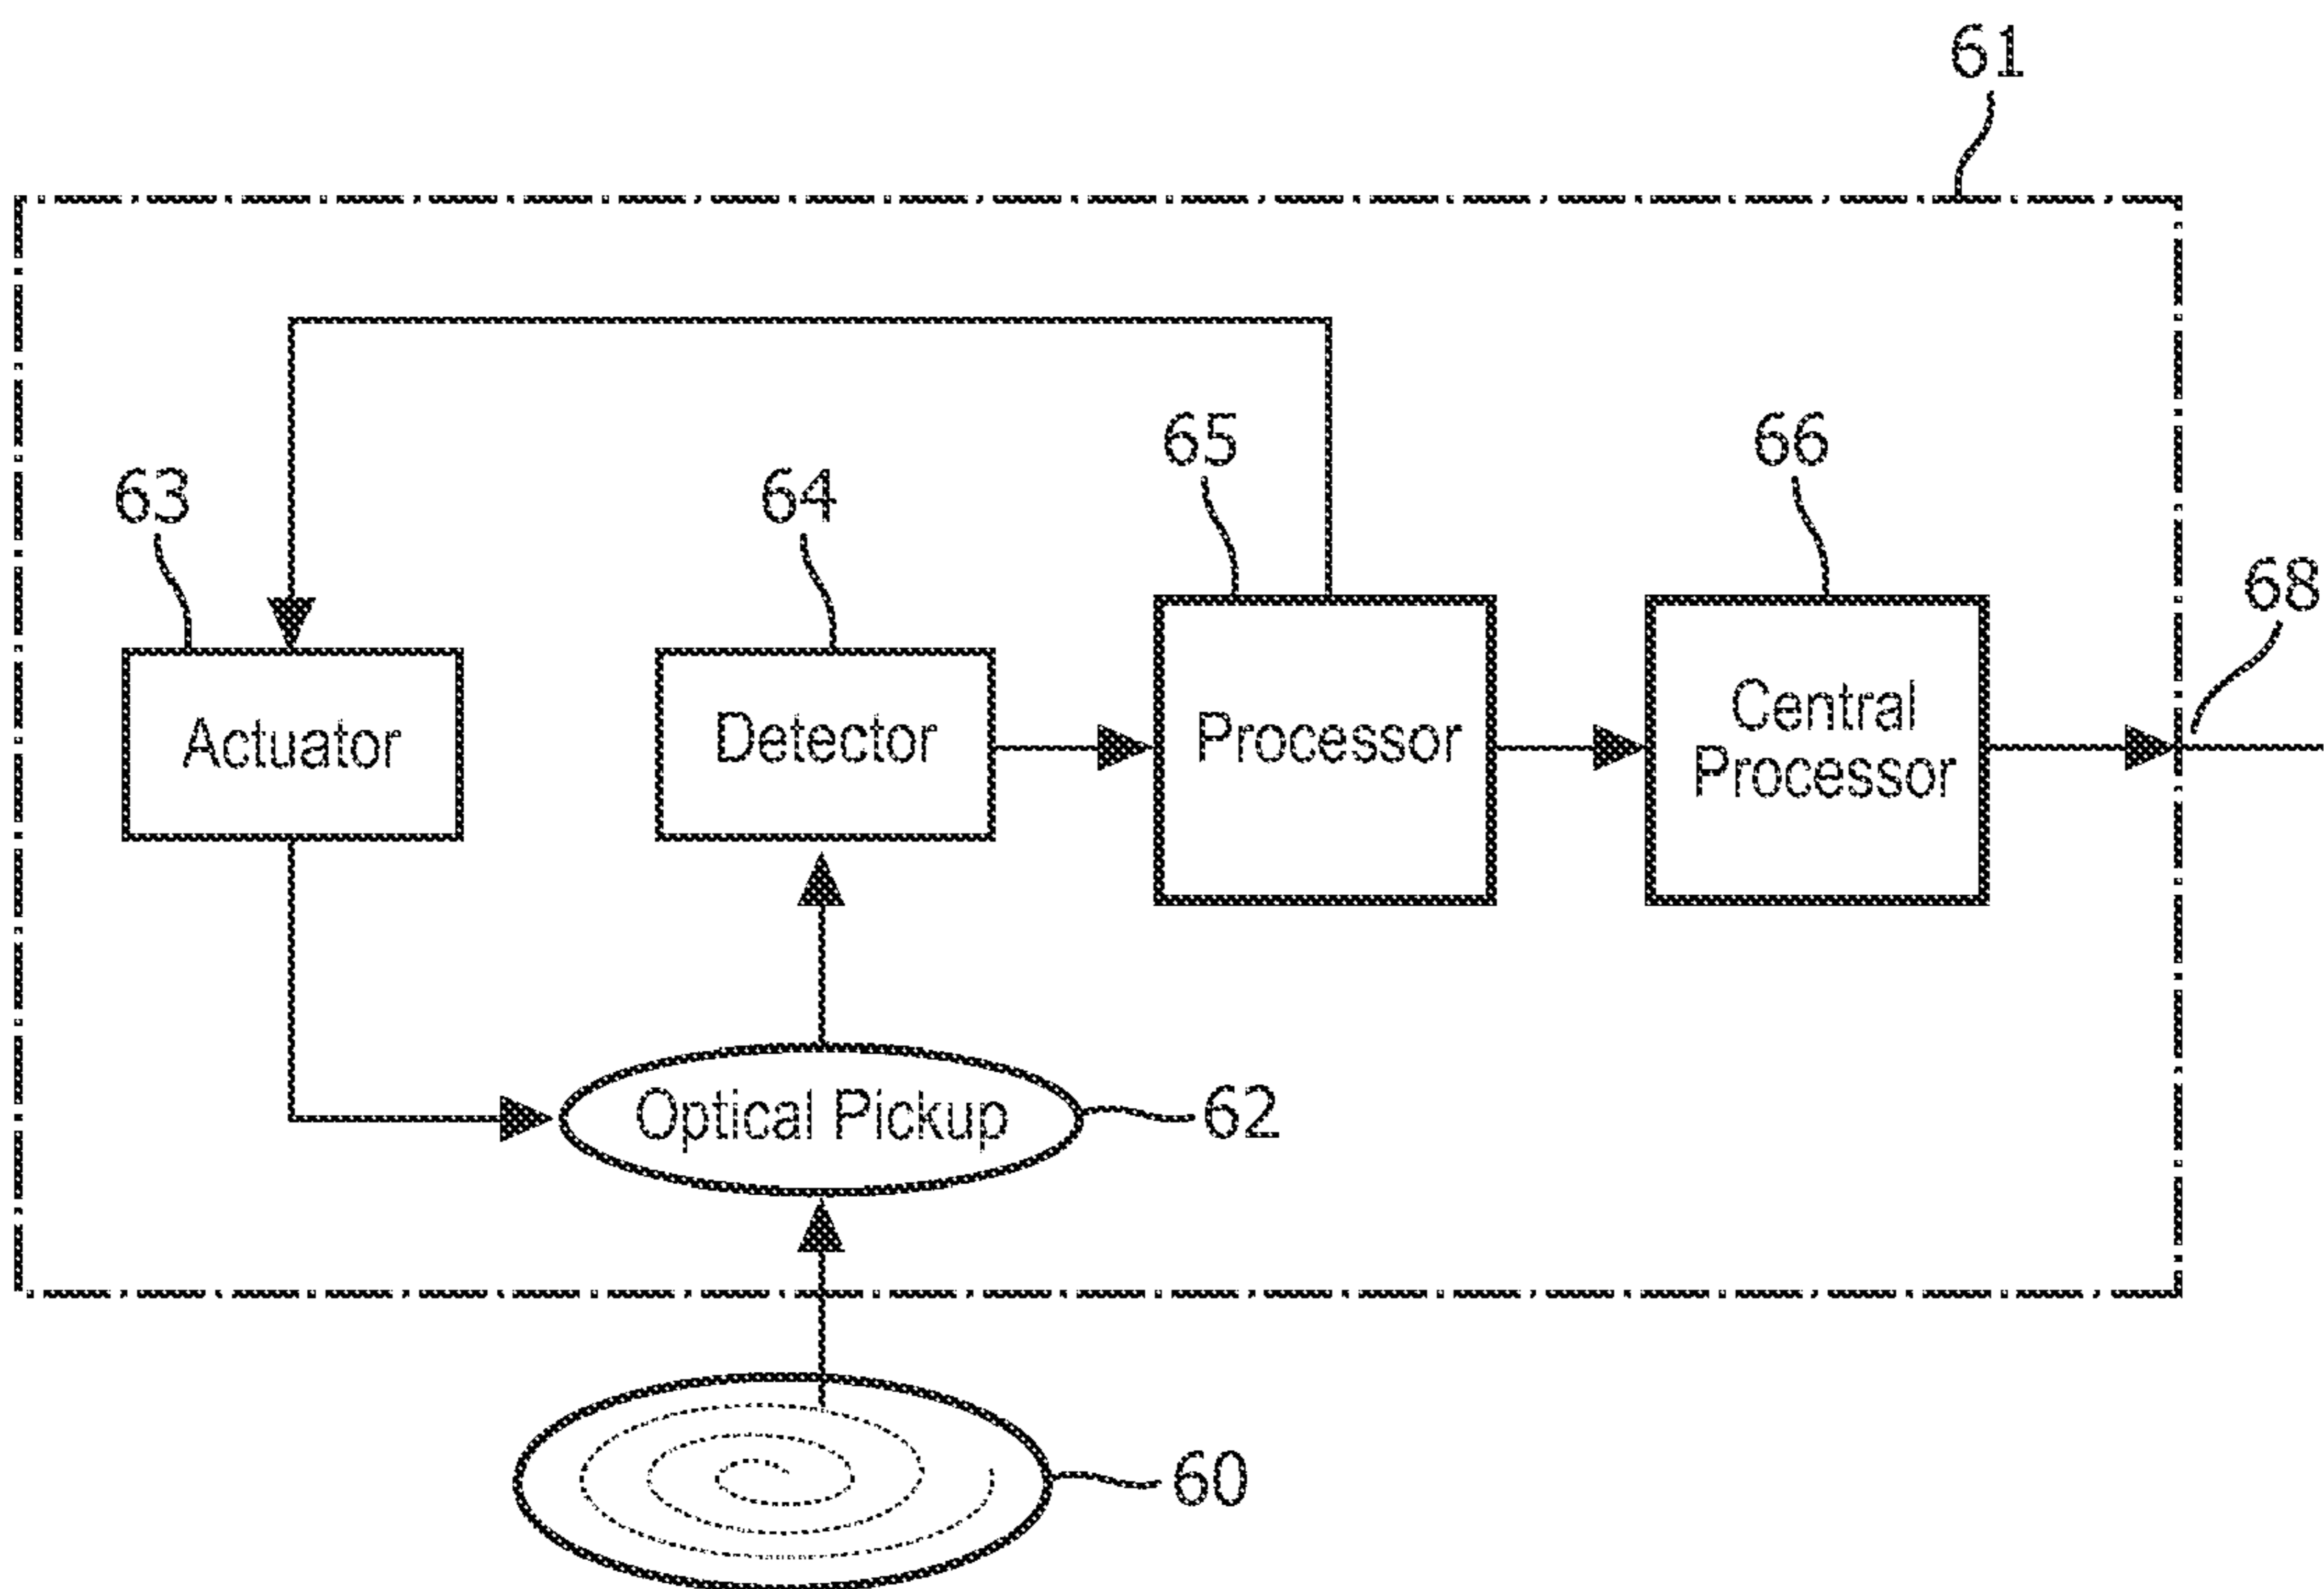 61
65
66
63
64
68
Actuator
Detector
Processor
Central
Processor
Optical Pickup
62
60